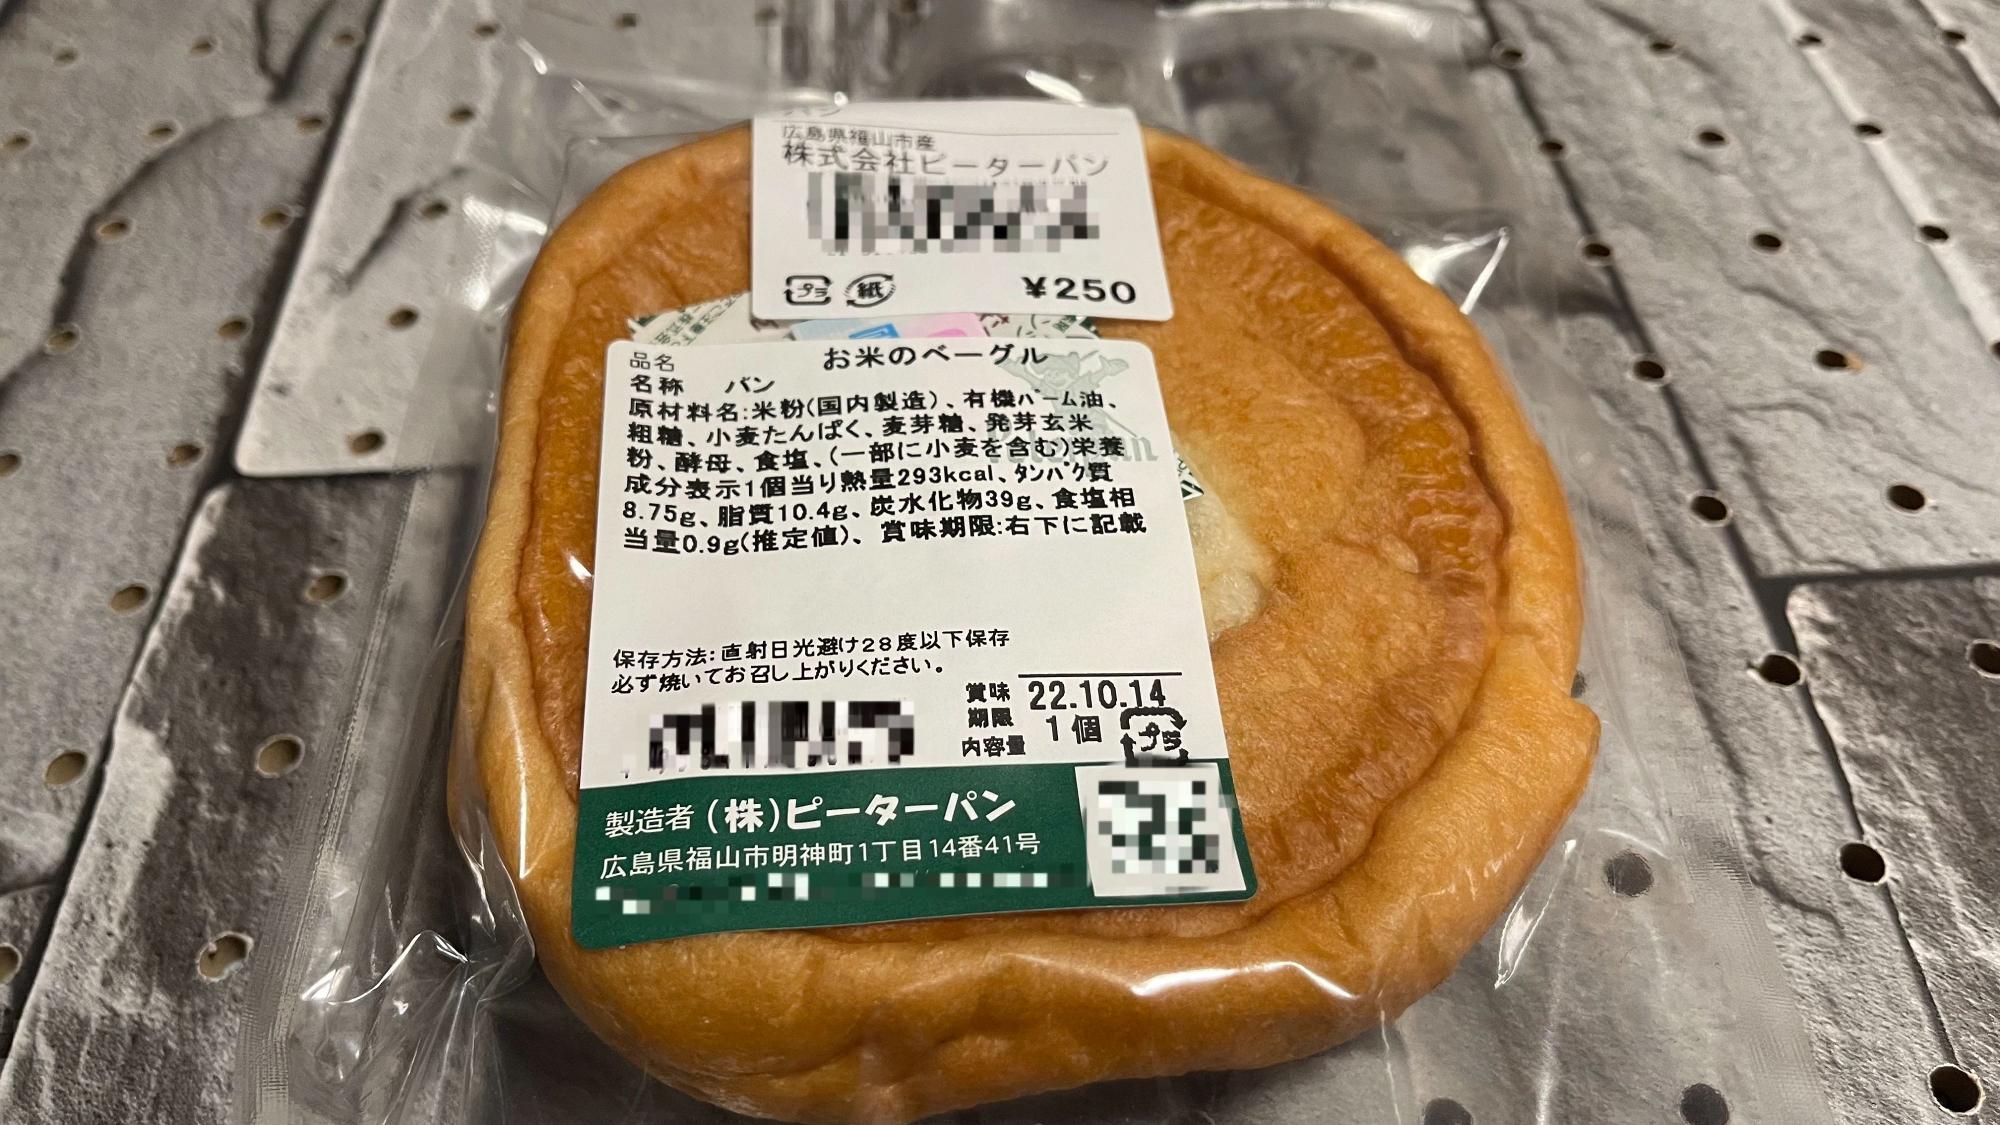 パン
広島県福山市産
株式会社ピーターパン
プラ 紙 ¥250
品名 お米のベーグル
名称 パン
原材料名:米粉(国内製造)、有機パーム油、
粗糖、小麦たんぱく、麦芽糖、発芽玄米
粉、酵母、食塩、(一部に小麦を含む)栄養
成分表示1個当り熱量293kcal、タンパク質
8.75g、脂質10.4g、炭水化物39g、食塩相
当量0.9g(推定値)、賞味期限:右下に記載
保存方法:直射日光避け28度以下保存
必ず焼いてお召し上がりください。
賞味期限 22.10.14
内容量 1個 プラ
製造者 (株)ピーターパン
広島県福山市明神町1丁目14番41号